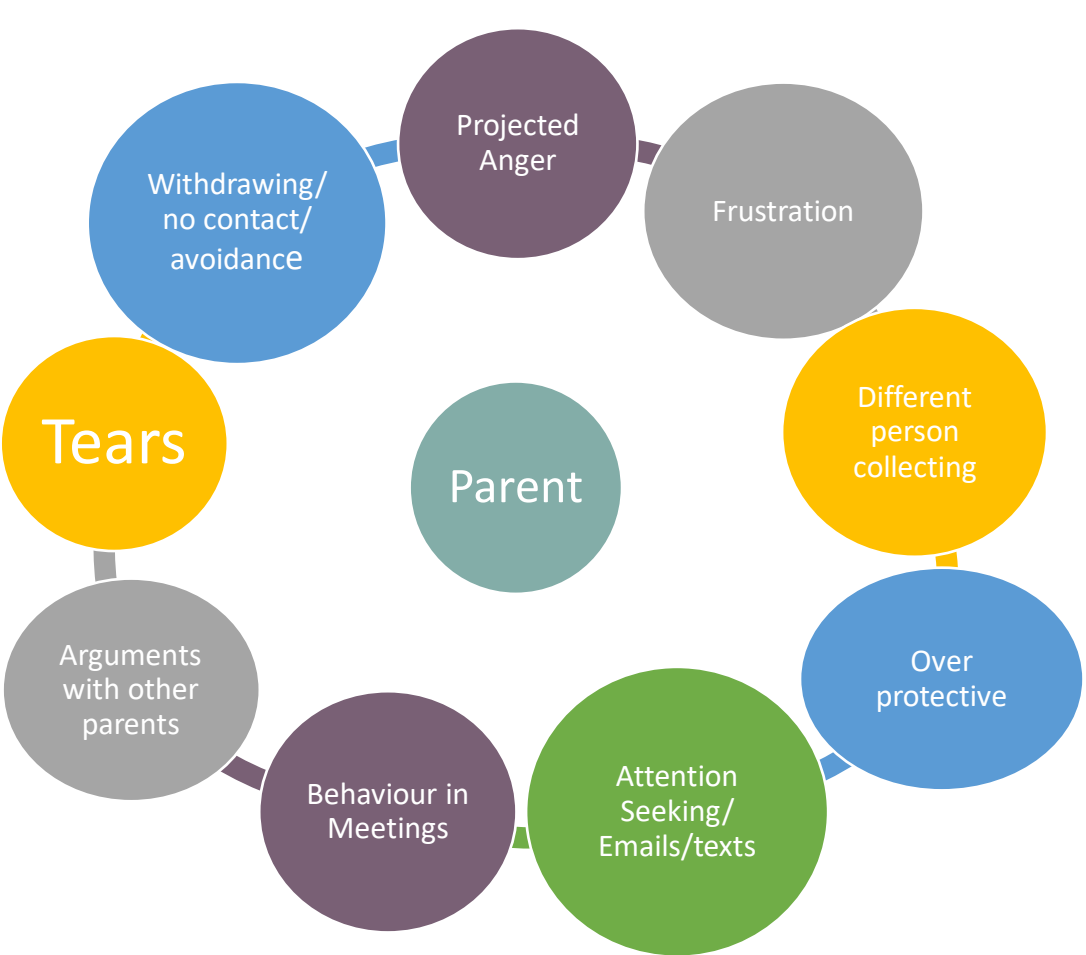 Projected
Anger
Frustration
Different
person
collecting
Over
protective
Attention
Seeking/
Emails/texts
Behaviour in
Meetings
Arguments
with other
parents
Tears
Withdrawing/
no contact/
avoidance
Parent